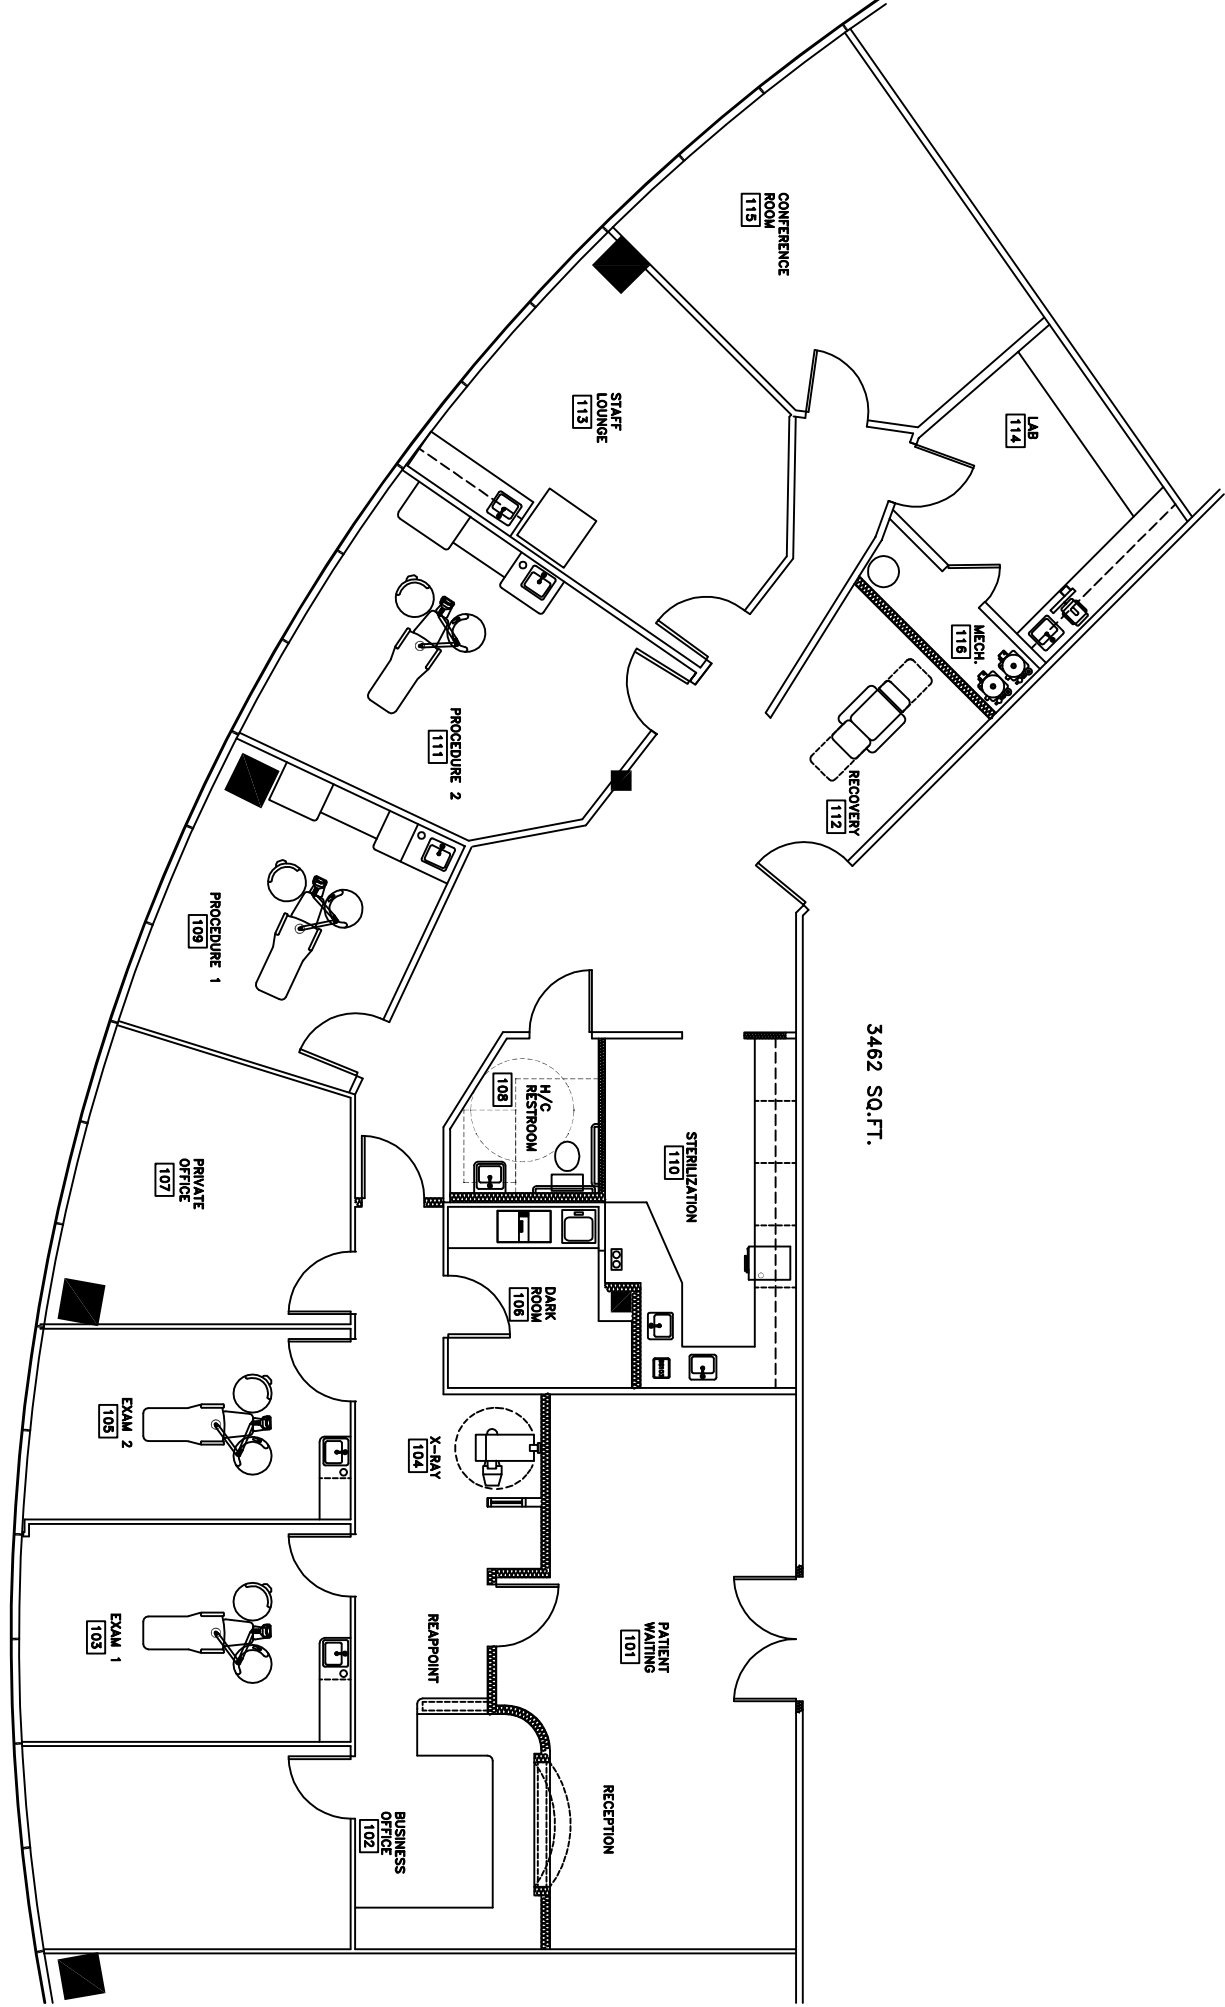 CONFERENCE
ROOM
115
LAB
114
STAFF
LOUNGE
113
MECH.
116
RECOVERY
112
PROCEDURE 2
111
PROCEDURE 1
109
3462 SQ.FT.
H/C
RESTROOM
108
STERILIZATION
110
PRIVATE
OFFICE
107
DARK
ROOM
106
EXAM 2
105
X-RAY
104
EXAM 1
103
REAPPOINT
PATIENT
WAITING
101
BUSINESS
OFFICE
102
RECEPTION